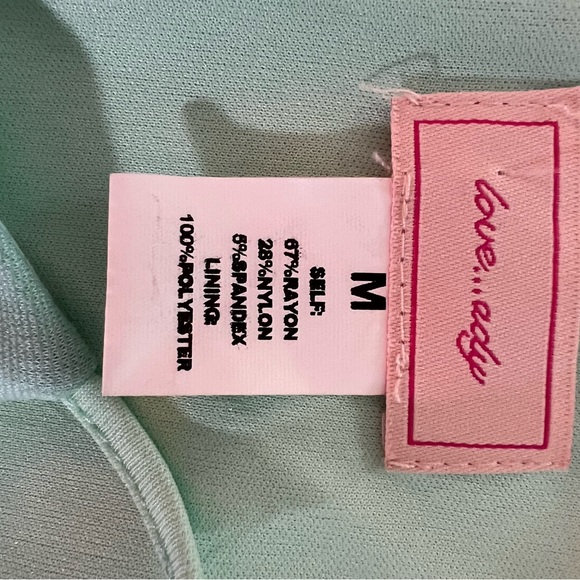 love...ady
M
SELF:
67%RAYON
28%NYLON
5%SPANDEX
LINING:
100%POLYESTER